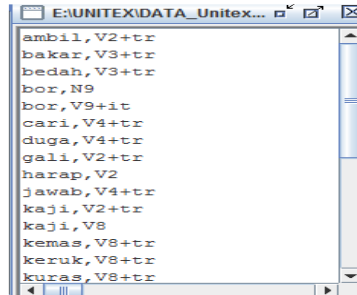 E:\UNITEX\DATA_Unitex...
ambil,V2+tr
bakar,V3+tr
bedah,V3+tr
bor,N9
bor,V9+it
cari,V4+tr
duga,V4+tr
gali,V2+tr
harap,V2
jawab,V4+tr
kaji,V2+tr
kaji,V8
kemas,V8+tr
keruk,V8+tr
kuras,V8+tr